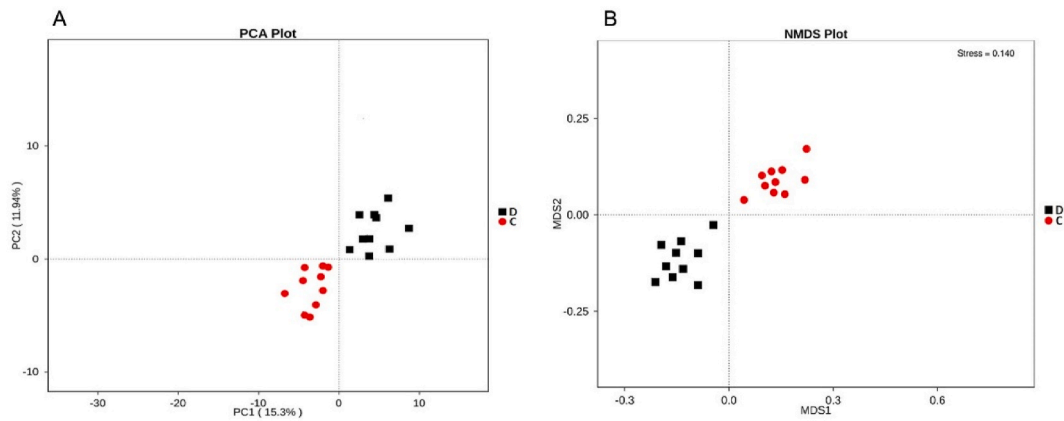 A
PCA Plot
10
0
-10
PC2 ( 11.94%)
-30
-20
-10
0
10
PC1 ( 15.3%)
D
C
B
NMDS Plot
Stress = 0.140
0.25
0.00
-0.25
MDS2
-0.3
0.0
0.3
0.6
MDS1
D
C